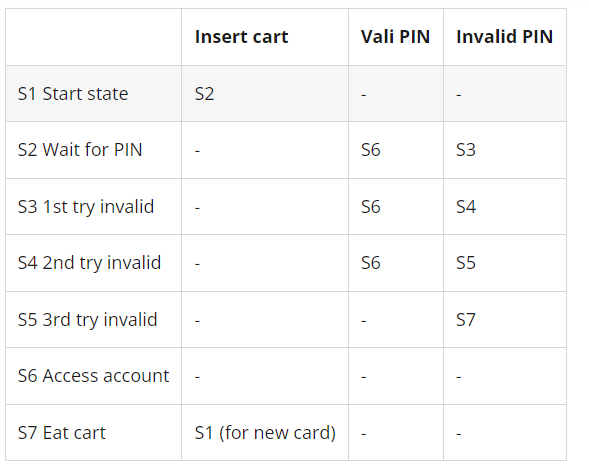 Insert cart Vali PIN Invalid PIN
S1 Start state S2 - -
S2 Wait for PIN - S6 S3
S3 1st try invalid - S6 S4
S4 2nd try invalid - S6 S5
S5 3rd try invalid - - S7
S6 Access account - - -
S7 Eat cart S1 (for new card) - -